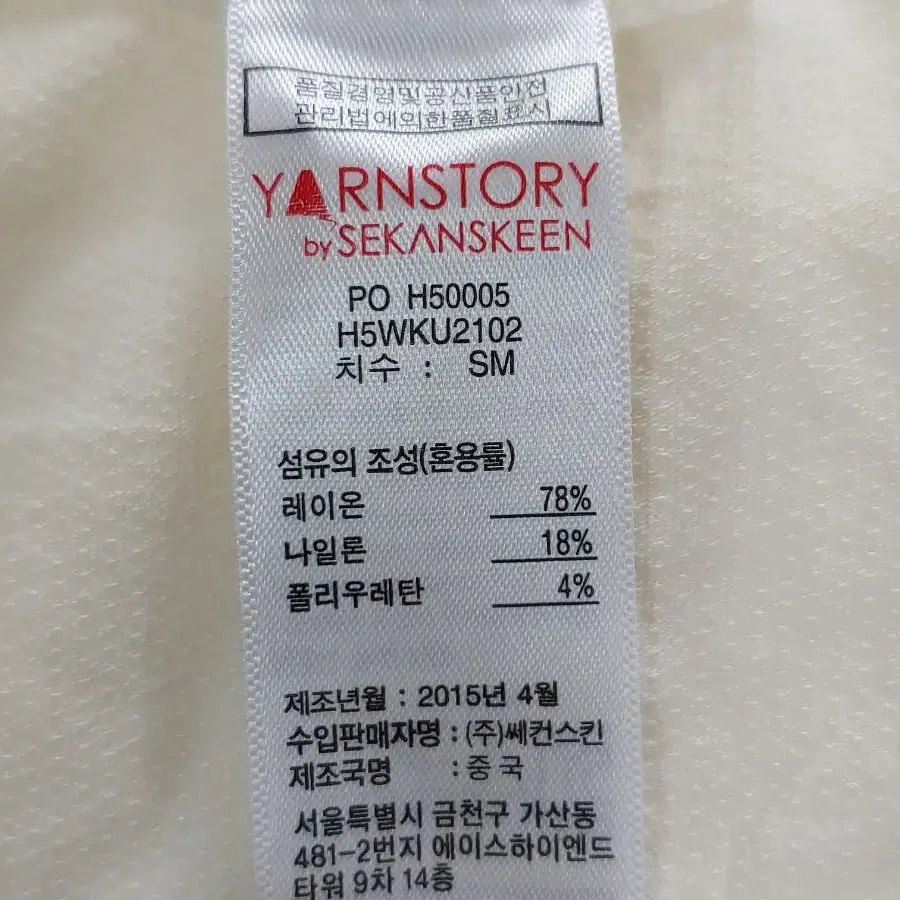 품질경영및공산품안전
관리법에의한품질표시
YARNSTORY
by SEKANSKEEN
PO H50005
H5WKU2102
치수 : SM
섬유의 조성(혼용률)
레이온 78%
나일론 18%
폴리우레탄 4%
제조년월 : 2015년 4월
수입판매자명 : (주)쎄컨스킨
제조국명 : 중 국
서울특별시 금천구 가산동
481-2번지 에이스하이엔드
타워 9차 14층